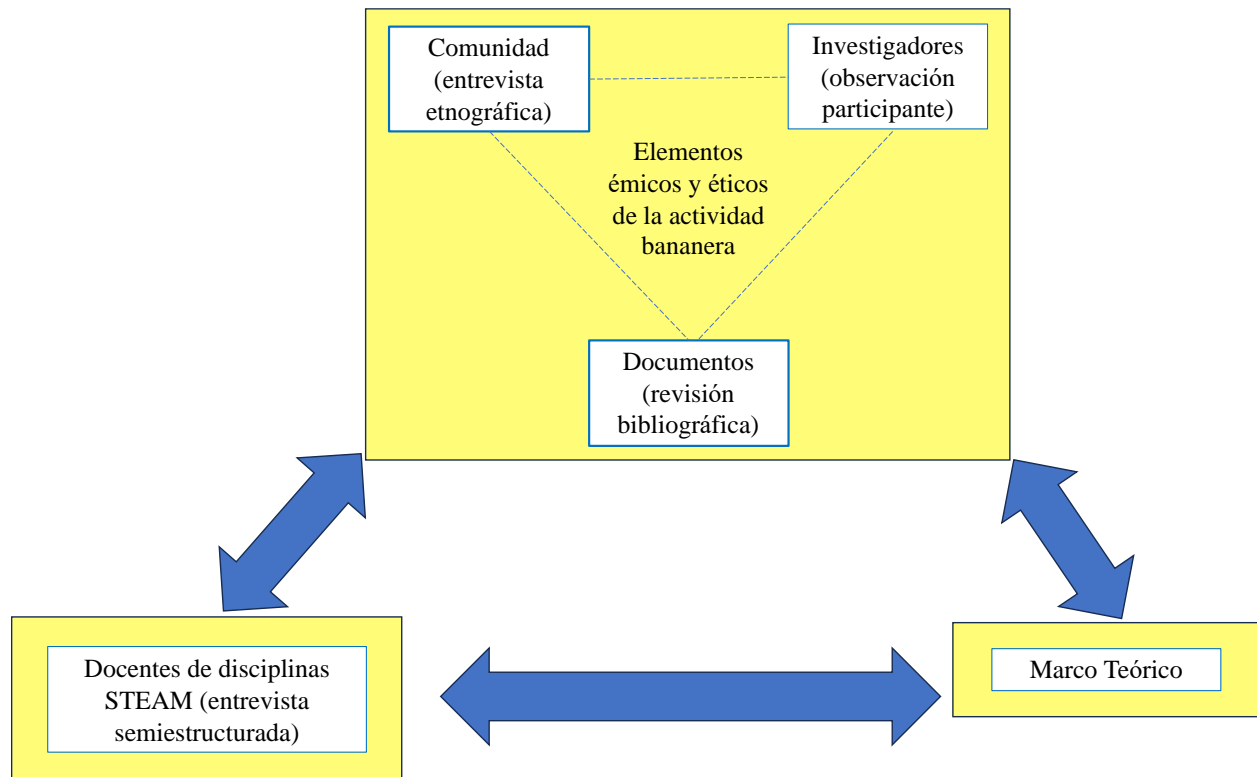 Comunidad
(entrevista
etnográfica)
Investigadores
(observación
participante)
Elementos
émicos y éticos
de la actividad
bananera
Documentos
(revisión
bibliográfica)
Docentes de disciplinas
STEAM (entrevista
semiestructurada)
Marco Teórico